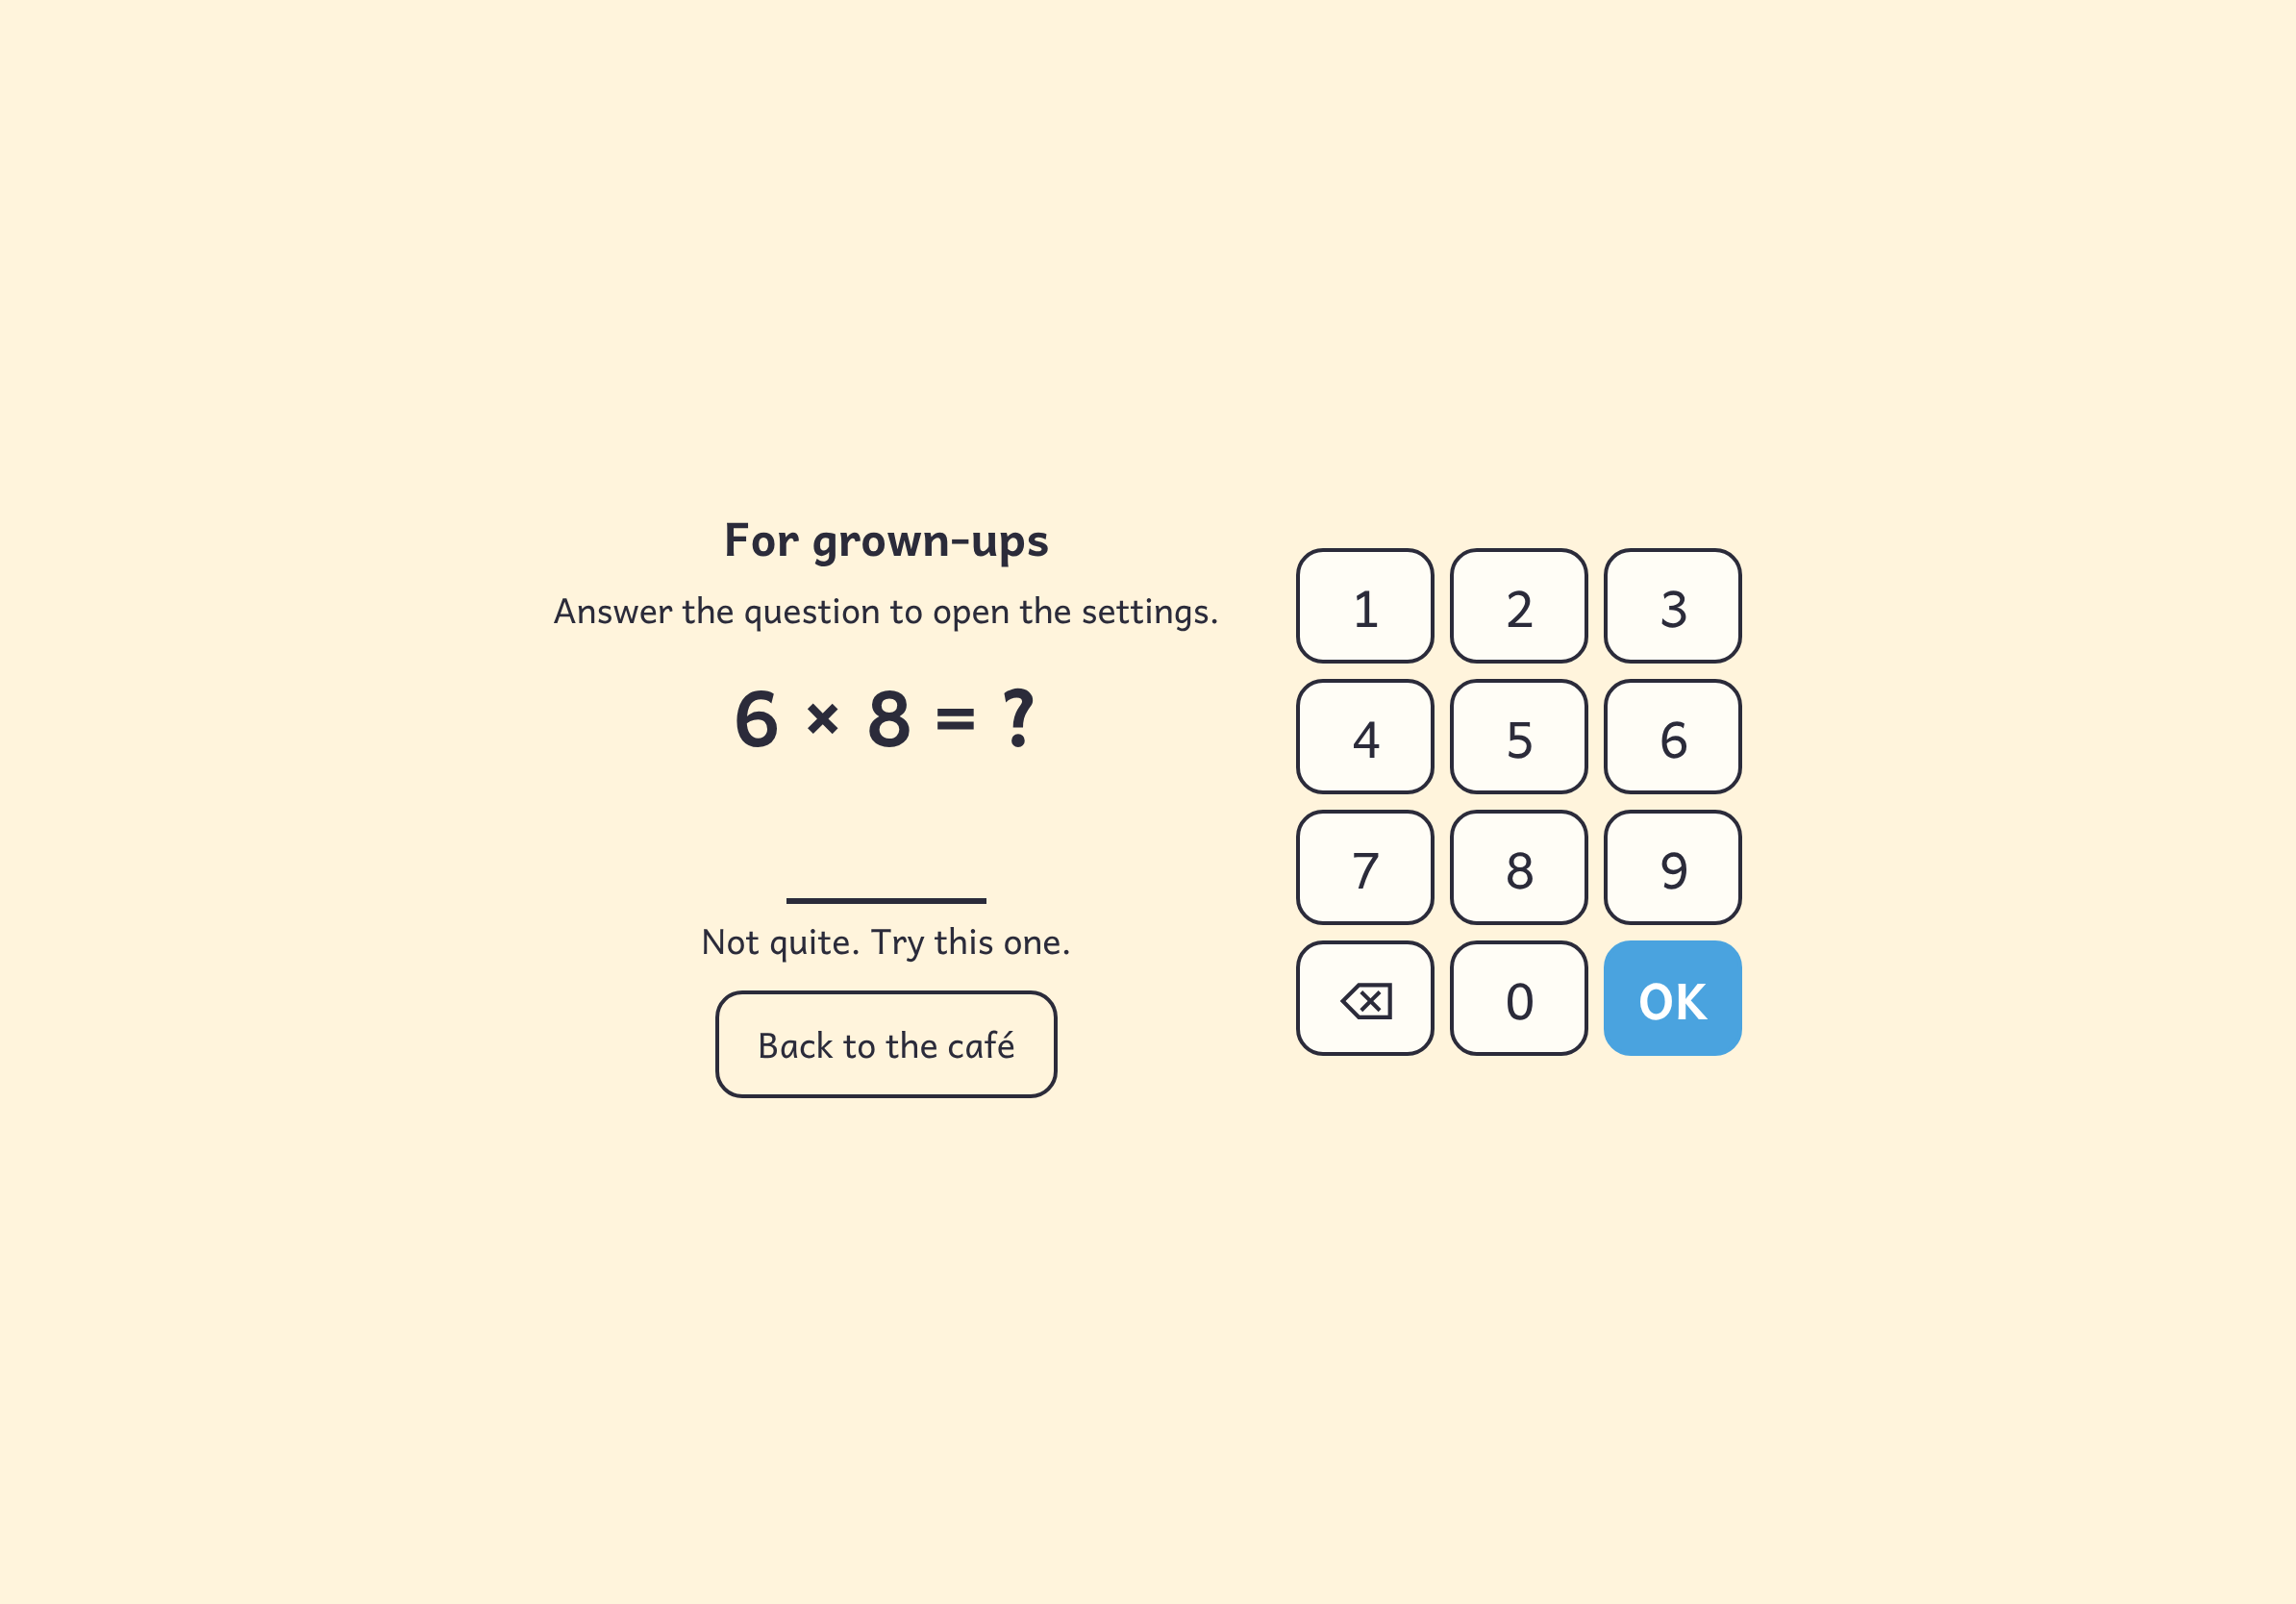 For grown-ups
Answer the question to open the settings.
6 × 8 = ?
Not quite. Try this one.
Back to the café
1 2 3
4 5 6
7 8 9
0 OK